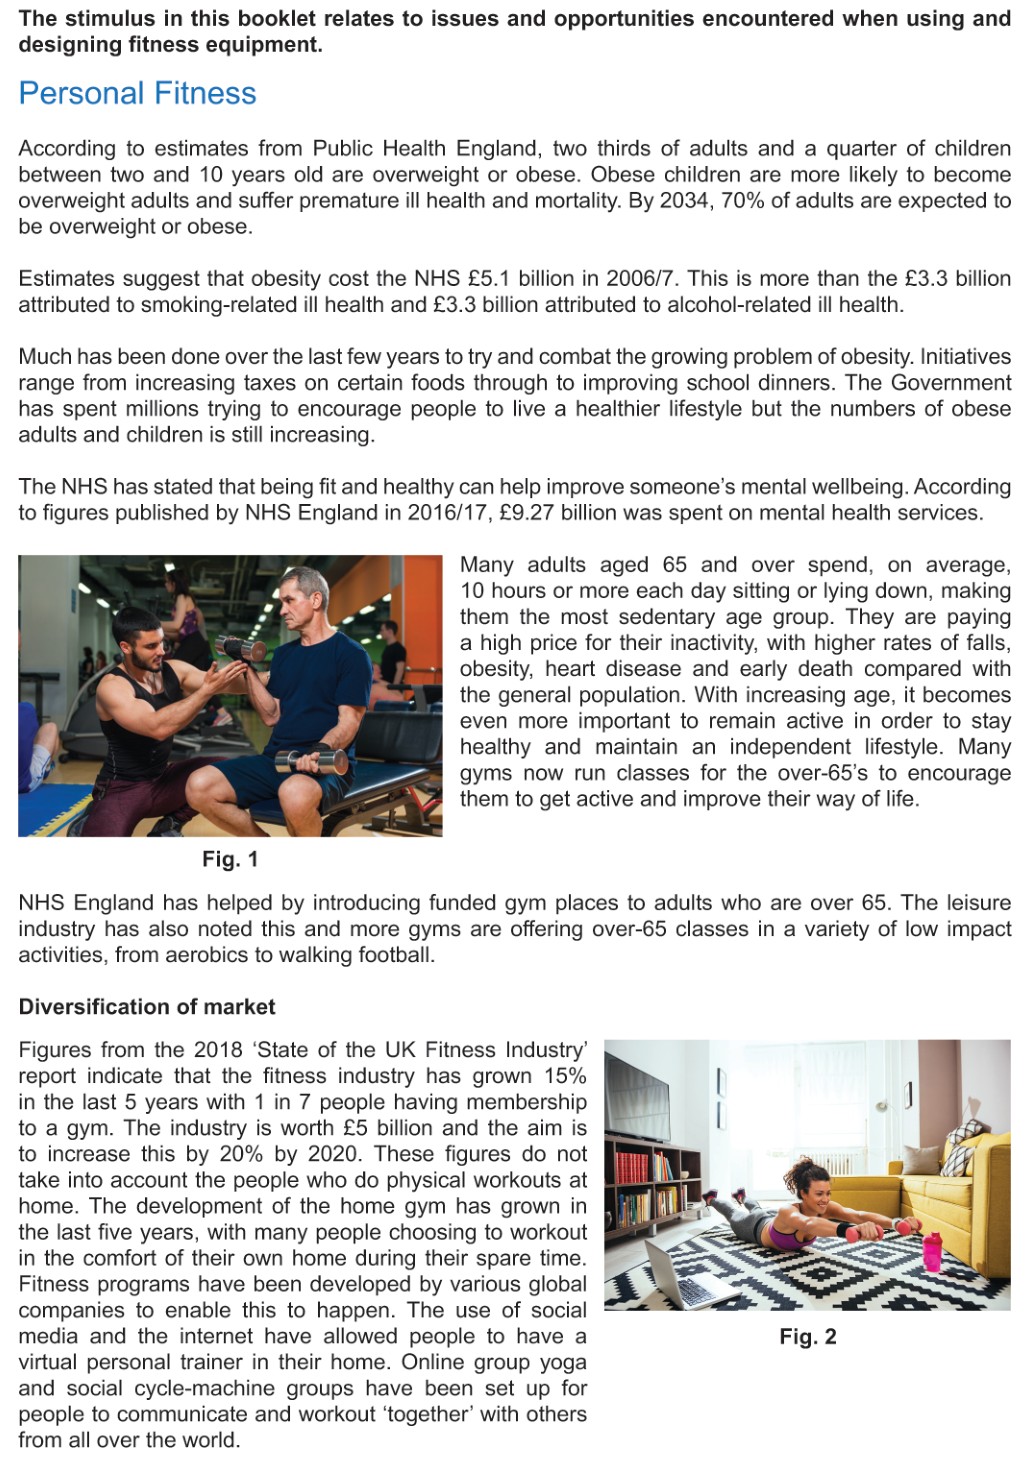 The stimulus in this booklet relates to issues and opportunities encountered when using and
designing fitness equipment.
Personal Fitness
According to estimates from Public Health England, two thirds of adults and a quarter of children
between two and 10 years old are overweight or obese. Obese children are more likely to become
overweight adults and suffer premature ill health and mortality. By 2034, 70% of adults are expected to
be overweight or obese.
Estimates suggest that obesity cost the NHS £5.1 billion in 2006/7. This is more than the £3.3 billion
attributed to smoking-related ill health and £3.3 billion attributed to alcohol-related ill health.
Much has been done over the last few years to try and combat the growing problem of obesity. Initiatives
range from increasing taxes on certain foods through to improving school dinners. The Government
has spent millions trying to encourage people to live a healthier lifestyle but the numbers of obese
adults and children is still increasing.
The NHS has stated that being fit and healthy can help improve someone's mental wellbeing. According
to figures published by NHS England in 2016/17, £9.27 billion was spent on mental health services.
Many adults aged 65 and over spend, on average,
10 hours or more each day sitting or lying down, making
them the most sedentary age group. They are paying
a high price for their inactivity, with higher rates of falls,
obesity, heart disease and early death compared with
the general population. With increasing age, it becomes
even more important to remain active in order to stay
healthy and maintain an independent lifestyle. Many
gyms now run classes for the over-65's to encourage
them to get active and improve their way of life.
Fig. 1
NHS England has helped by introducing funded gym places to adults who are over 65. The leisure
industry has also noted this and more gyms are offering over-65 classes in a variety of low impact
activities, from aerobics to walking football.
Diversification of market
Figures from the 2018 'State of the UK Fitness Industry'
report indicate that the fitness industry has grown 15%
in the last 5 years with 1 in 7 people having membership
to a gym. The industry is worth £5 billion and the aim is
to increase this by 20% by 2020. These figures do not
take into account the people who do physical workouts at
home. The development of the home gym has grown in
the last five years, with many people choosing to workout
in the comfort of their own home during their spare time.
Fitness programs have been developed by various global
companies to enable this to happen. The use of social
media and the internet have allowed people to have a
virtual personal trainer in their home. Online group yoga
and social cycle-machine groups have been set up for
people to communicate and workout 'together' with others
from all over the world.
Fig. 2